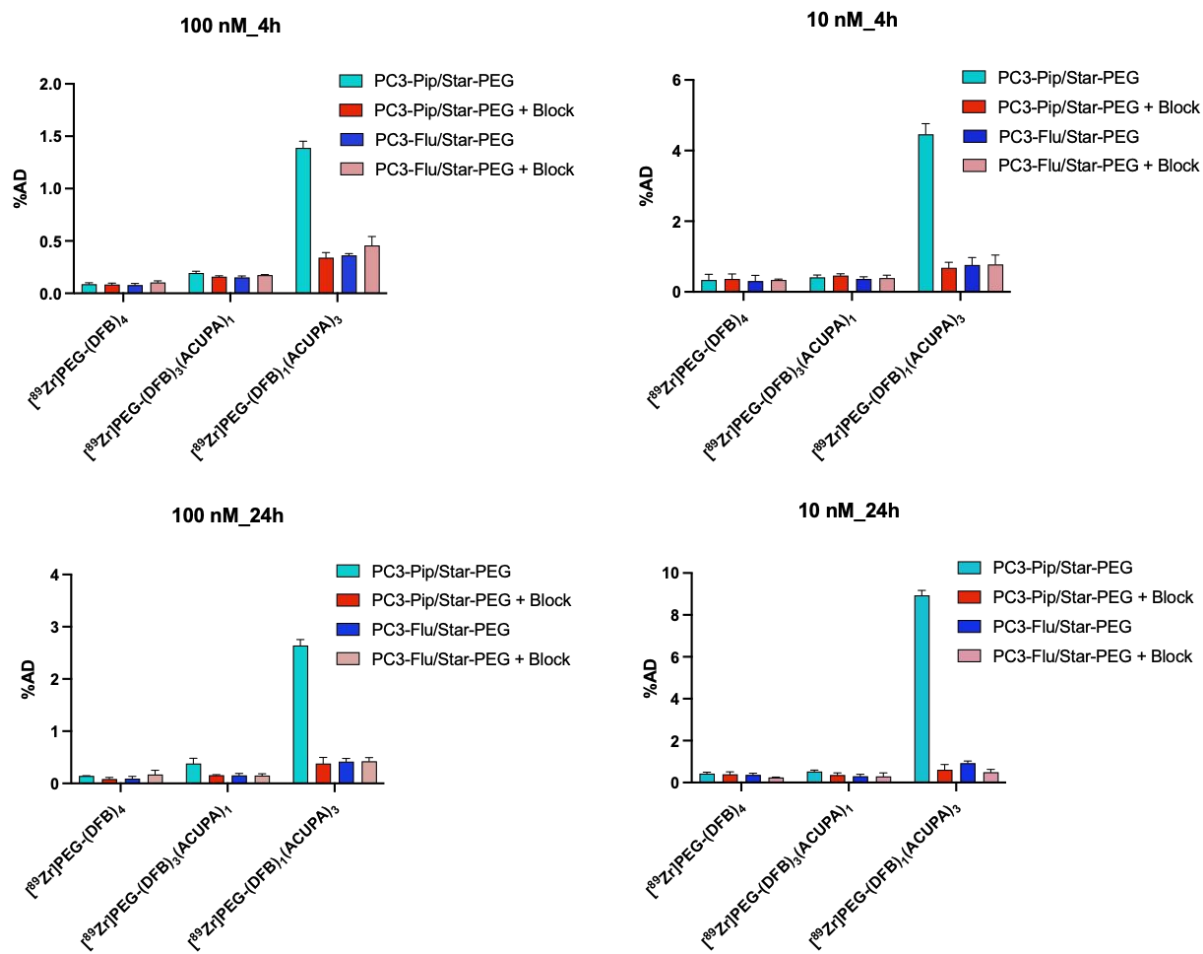 100 nM_4h
%AD
2.0
1.5
1.0
0.5
0.0
PC3-Pip/Star-PEG
PC3-Pip/Star-PEG + Block
PC3-Flu/Star-PEG
PC3-Flu/Star-PEG + Block
[⁸⁹Zr]PEG-(DFB)₄
[⁸⁹Zr]PEG-(DFB)₃(ACUPA)₁
[⁸⁹Zr]PEG-(DFB)₁(ACUPA)₃
10 nM_4h
%AD
6
4
2
0
PC3-Pip/Star-PEG
PC3-Pip/Star-PEG + Block
PC3-Flu/Star-PEG
PC3-Flu/Star-PEG + Block
[⁸⁹Zr]PEG-(DFB)₄
[⁸⁹Zr]PEG-(DFB)₃(ACUPA)₁
[⁸⁹Zr]PEG-(DFB)₁(ACUPA)₃
100 nM_24h
%AD
4
3
2
1
0
PC3-Pip/Star-PEG
PC3-Pip/Star-PEG + Block
PC3-Flu/Star-PEG
PC3-Flu/Star-PEG + Block
[⁸⁹Zr]PEG-(DFB)₄
[⁸⁹Zr]PEG-(DFB)₃(ACUPA)₁
[⁸⁹Zr]PEG-(DFB)₁(ACUPA)₃
10 nM_24h
%AD
10
8
6
4
2
0
PC3-Pip/Star-PEG
PC3-Pip/Star-PEG + Block
PC3-Flu/Star-PEG
PC3-Flu/Star-PEG + Block
[⁸⁹Zr]PEG-(DFB)₄
[⁸⁹Zr]PEG-(DFB)₃(ACUPA)₁
[⁸⁹Zr]PEG-(DFB)₁(ACUPA)₃